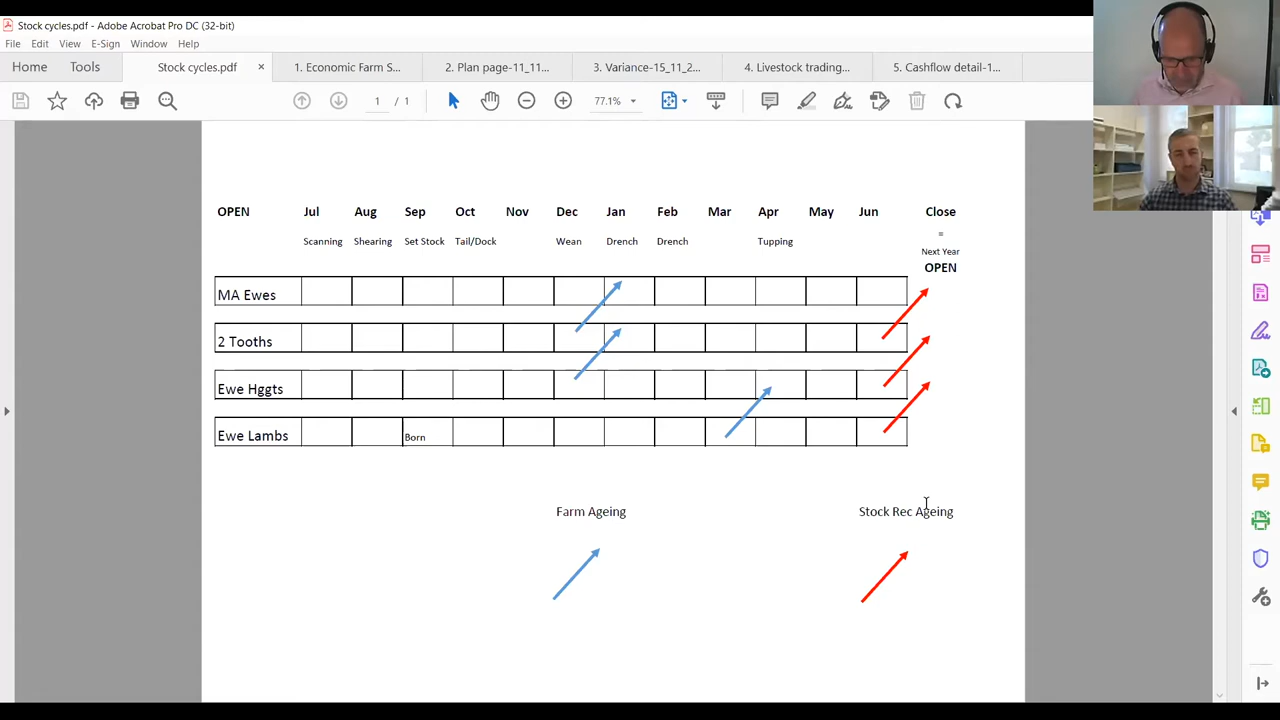 Stock cycles.pdf - Adobe Acrobat Pro DC (32-bit)
File Edit View E-Sign Window Help
Home Tools Stock cycles.pdf × 1. Economic Farm S... 2. Plan page-11_11... 3. Variance-15_11_2... 4. Livestock trading... 5. Cashflow detail-1...
1 / 1 77.1%
OPEN Jul Aug Sep Oct Nov Dec Jan Feb Mar Apr May Jun Close
=
Scanning Shearing Set Stock Tail/Dock Wean Drench Drench Tupping
Next Year
OPEN
MA Ewes
2 Tooths
Ewe Hggts
Ewe Lambs Born
Farm Ageing Stock Rec Ageing